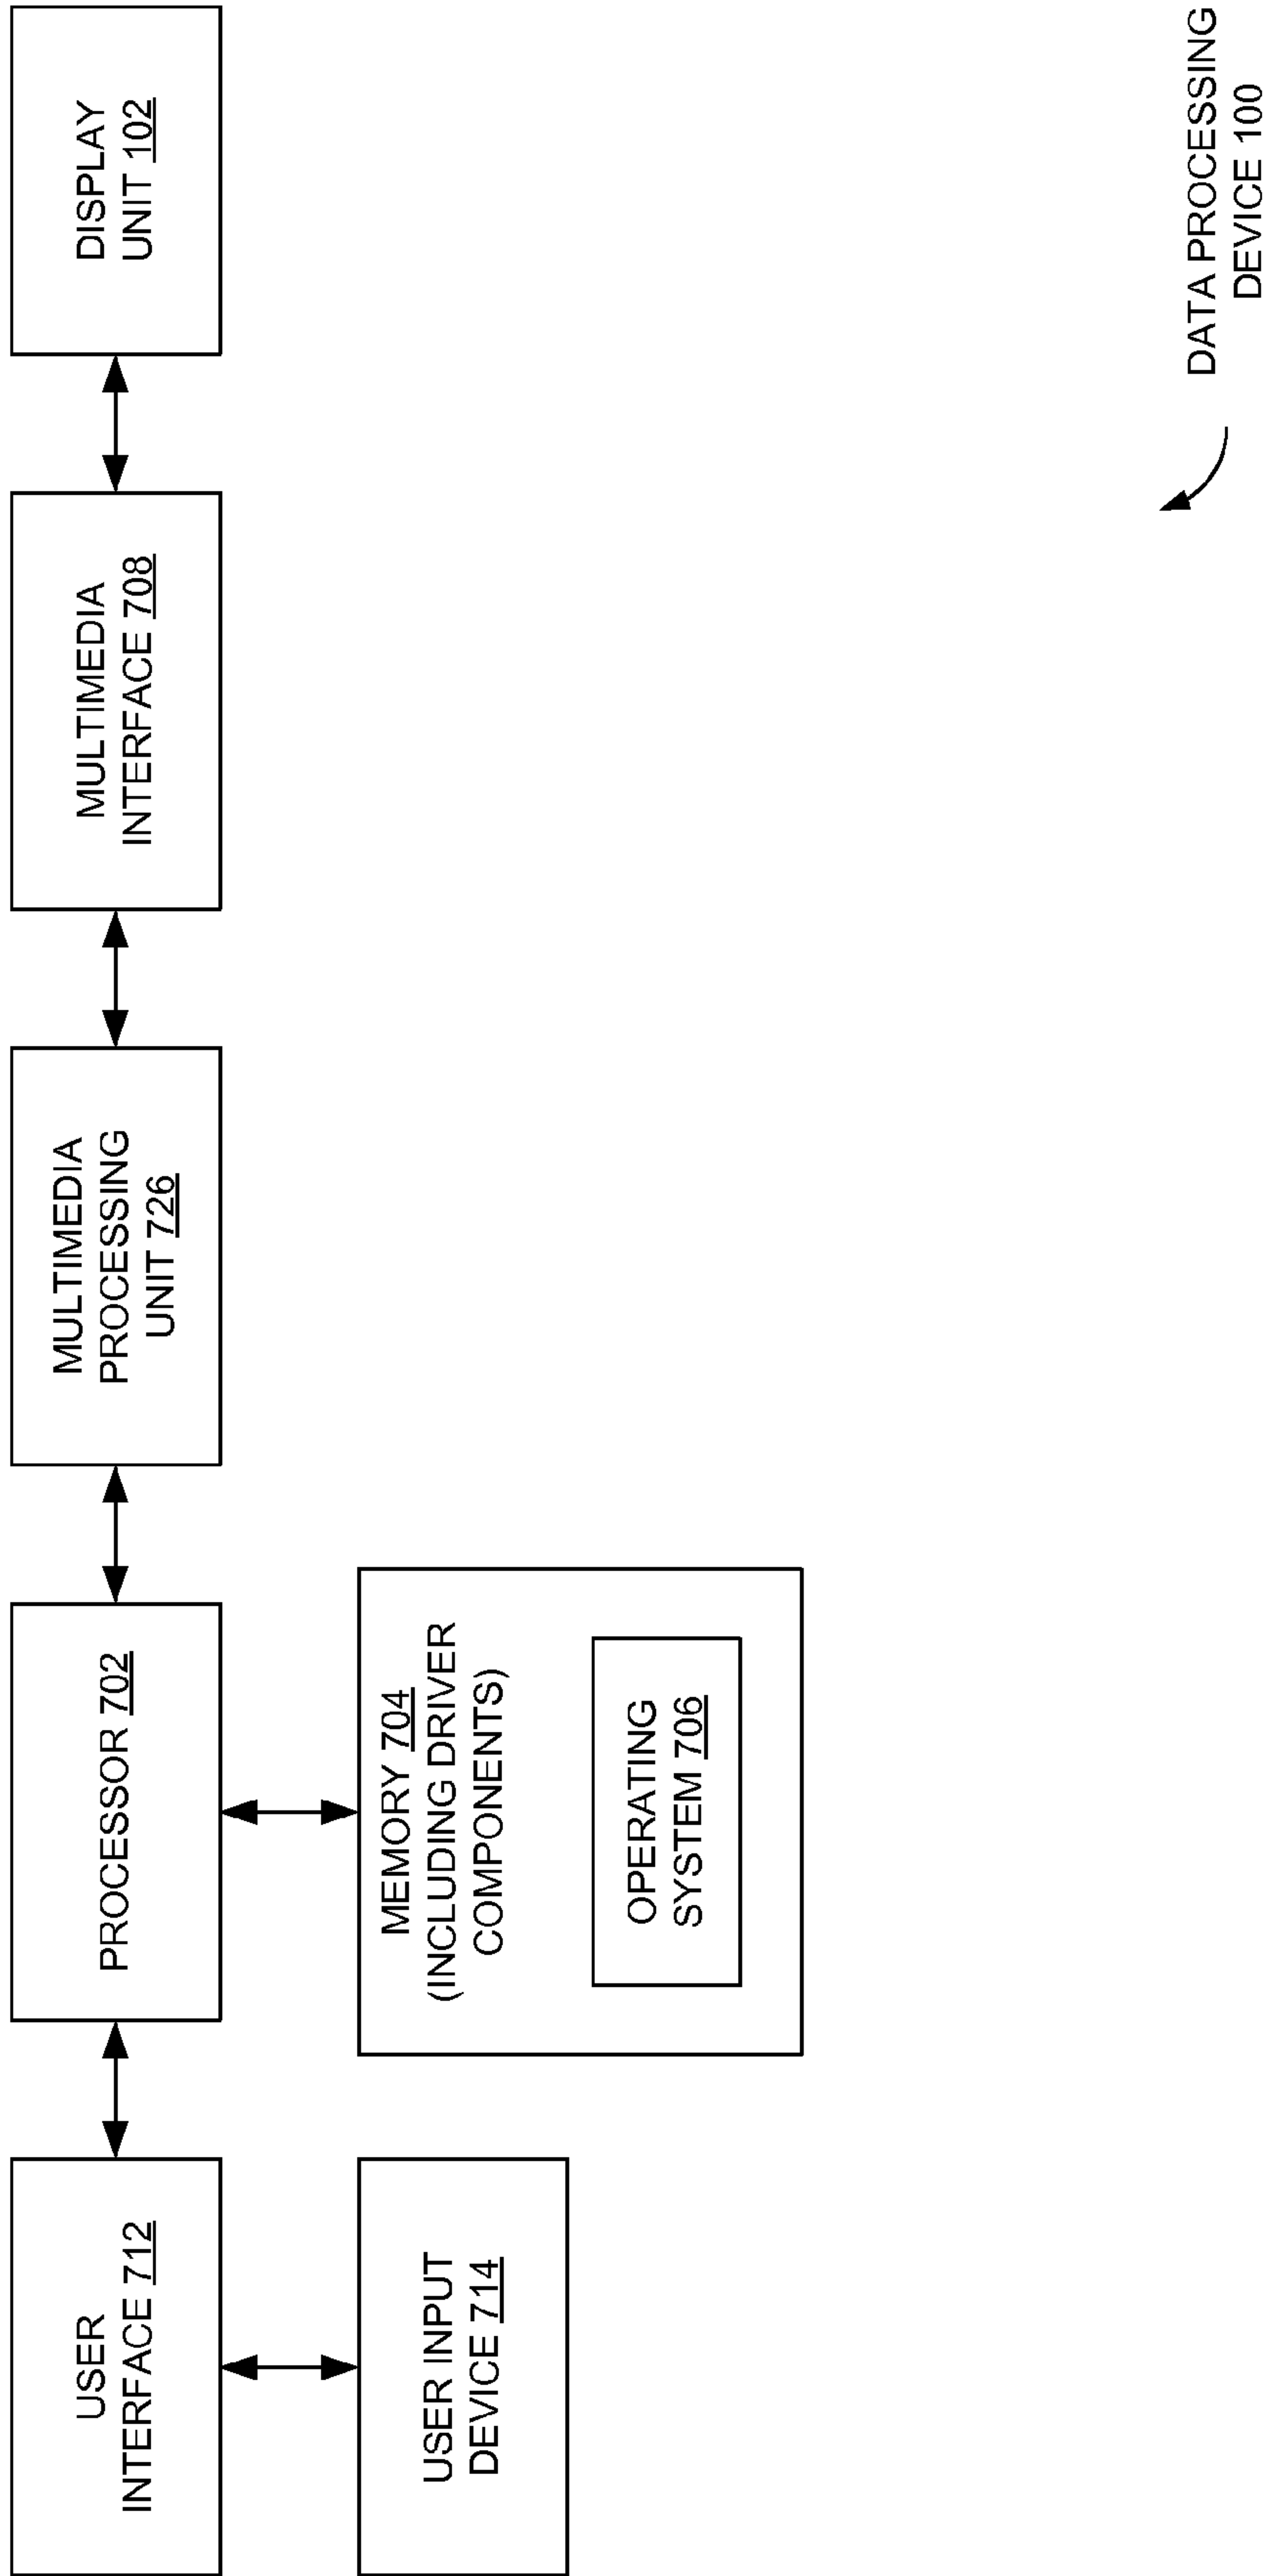 USER
INTERFACE 712
PROCESSOR 702
MULTIMEDIA
PROCESSING
UNIT 726
MULTIMEDIA
INTERFACE 708
DISPLAY
UNIT 102
USER INPUT
DEVICE 714
MEMORY 704
(INCLUDING DRIVER
COMPONENTS)
OPERATING
SYSTEM 706
DATA PROCESSING
DEVICE 100